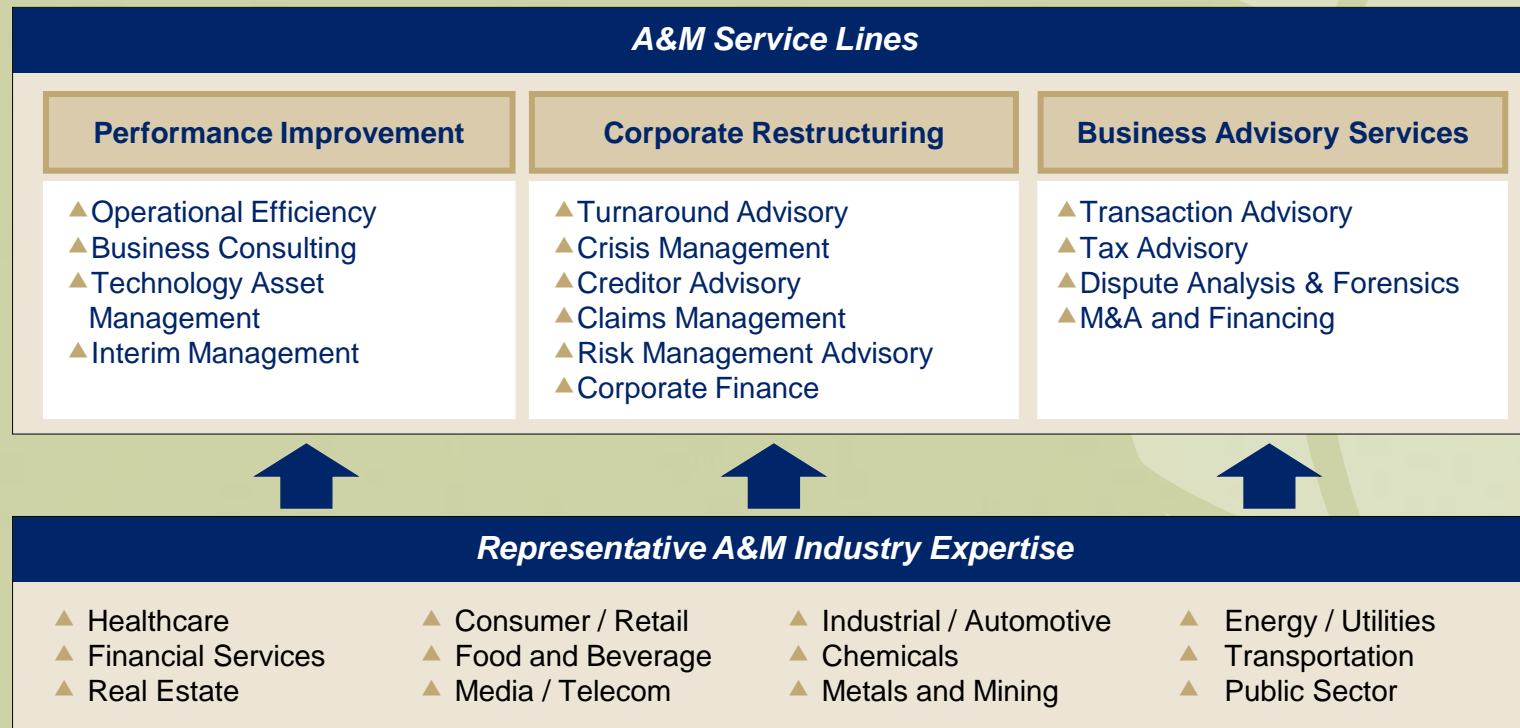 A&M Service Lines
Performance Improvement
Operational Efficiency
Business Consulting
Technology Asset
Management
Interim Management
Corporate Restructuring
Turnaround Advisory
Crisis Management
Creditor Advisory
Claims Management
Risk Management Advisory
Corporate Finance
Business Advisory Services
Transaction Advisory
Tax Advisory
Dispute Analysis & Forensics
M&A and Financing
Representative A&M Industry Expertise
Healthcare
Financial Services
Real Estate
Consumer / Retail
Food and Beverage
Media / Telecom
Industrial / Automotive
Chemicals
Metals and Mining
Energy / Utilities
Transportation
Public Sector